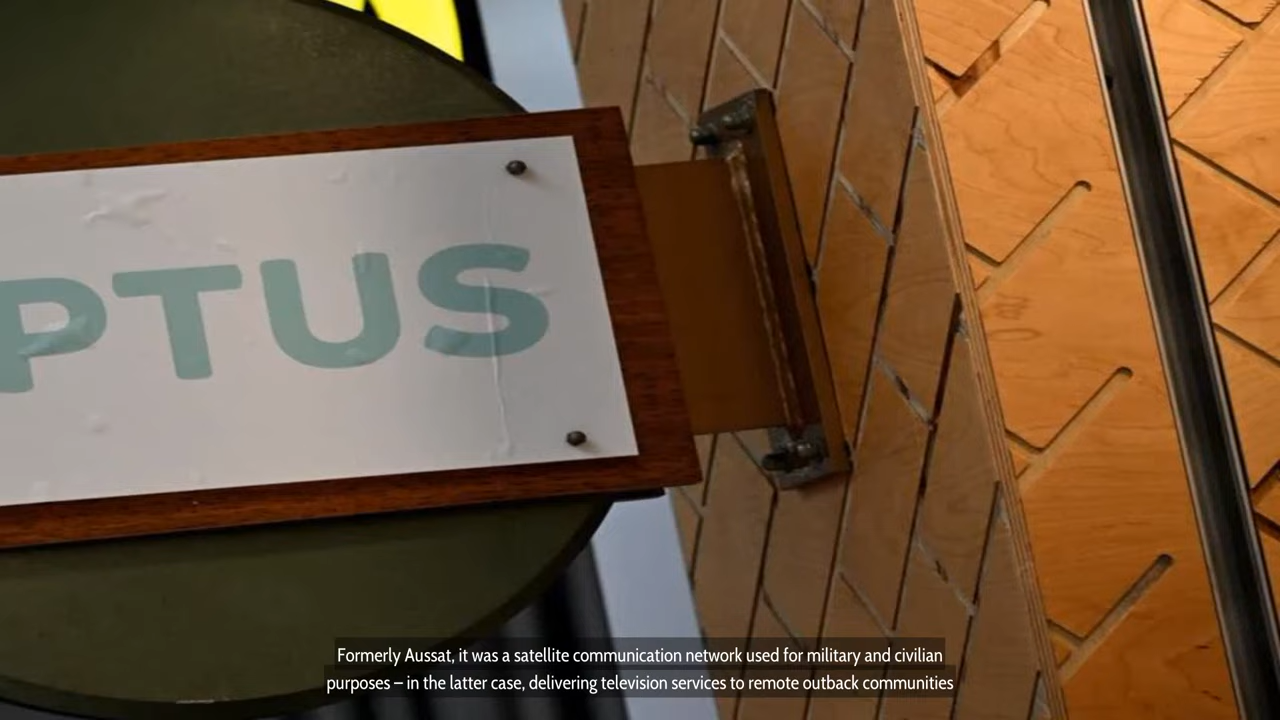 PTUS
Formerly Aussat, it was a satellite communication network used for military and civilian
purposes – in the latter case, delivering television services to remote outback communities